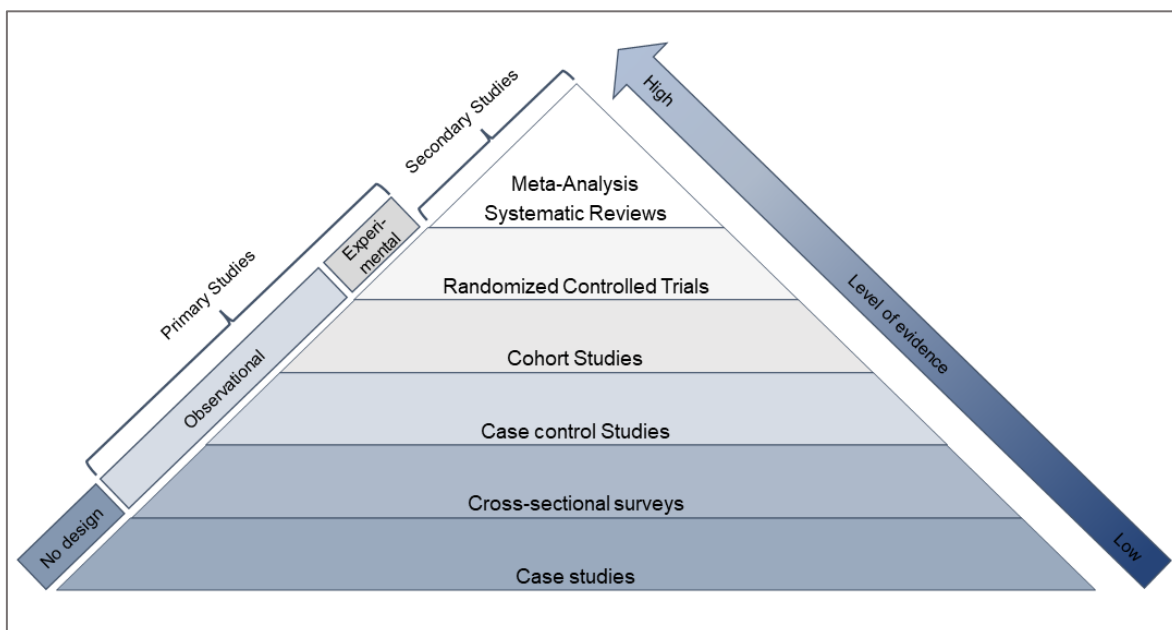 Secondary Studies
Primary Studies
Experi-
mental
Observational
No design
Meta-Analysis
Systematic Reviews
Randomized Controlled Trials
Cohort Studies
Case control Studies
Cross-sectional surveys
Case studies
High
Level of evidence
Low